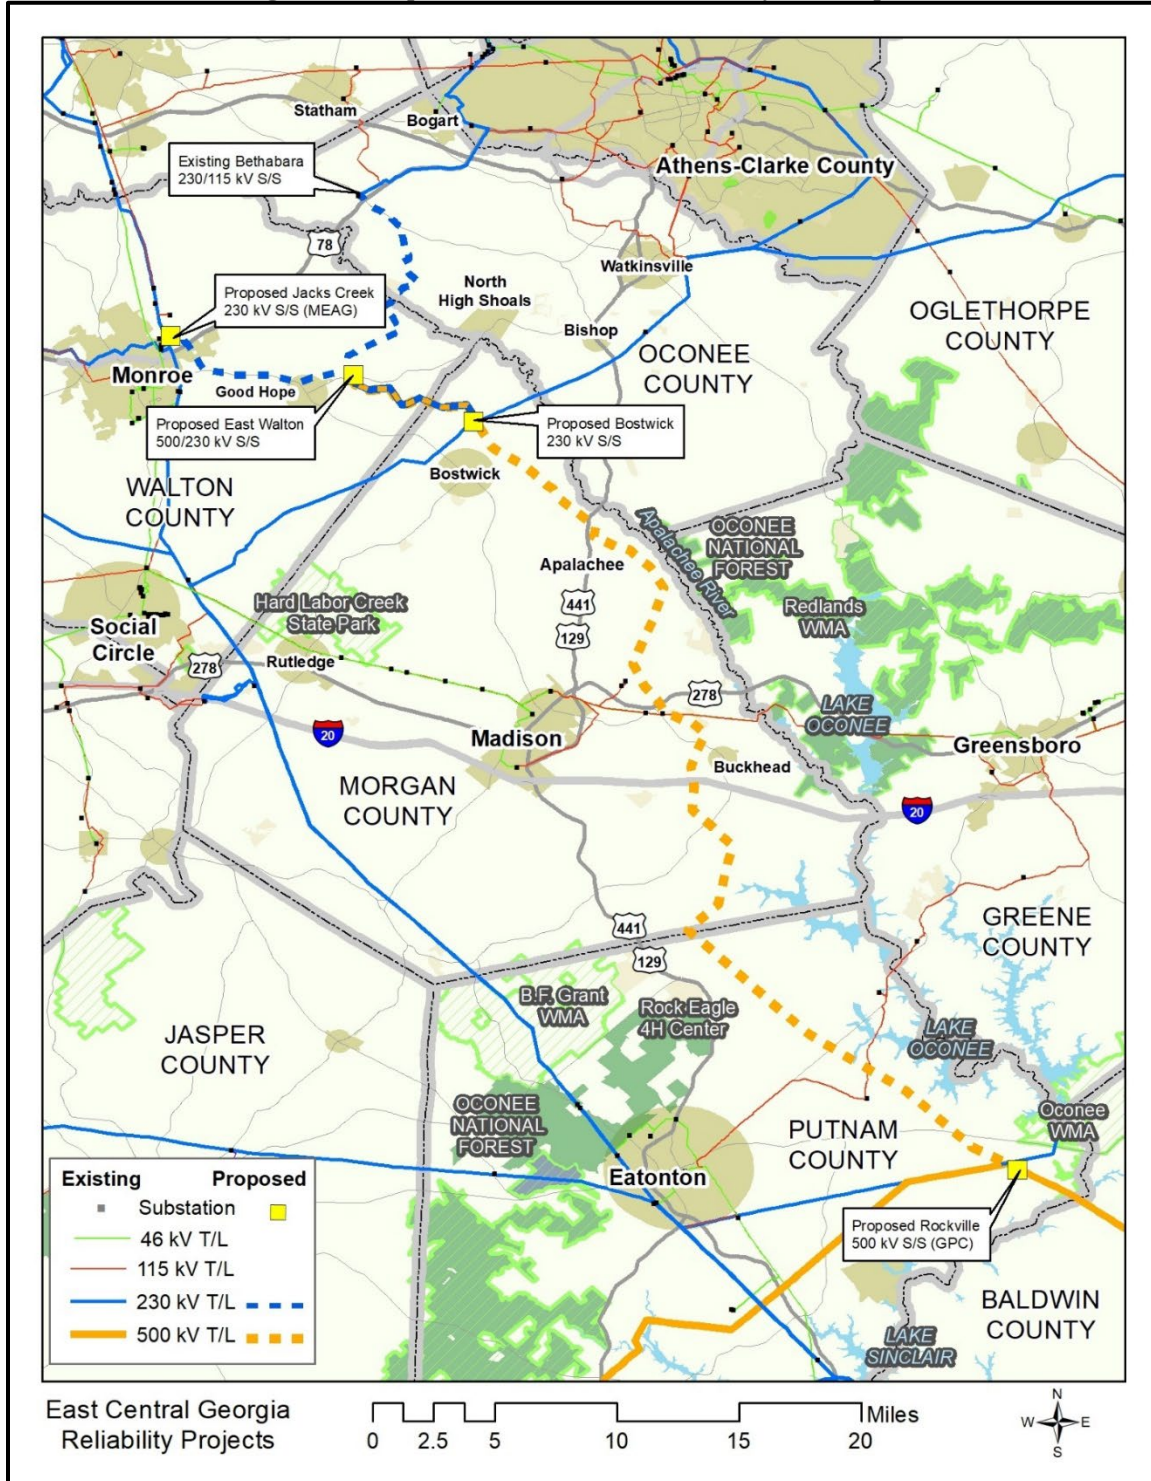 Statham
Bogart
Existing Bethabara
230/115 kV S/S
Athens-Clarke County
78
Watkinsville
North
High Shoals
Proposed Jacks Creek
230 kV S/S (MEAG)
OGLETHORPE
COUNTY
Bishop
OCONEE
COUNTY
Monroe
Good Hope
Proposed East Walton
500/230 kV S/S
Proposed Bostwick
230 kV S/S
Bostwick
WALTON
COUNTY
Apalachee River
OCONEE
NATIONAL
FOREST
Apalachee
441
129
Hard Labor Creek
State Park
Redlands
WMA
Social
Circle
278
Rutledge
278
LAKE
OCONEE
20
Madison
Greensboro
Buckhead
MORGAN
COUNTY
20
441
129
GREENE
COUNTY
B.F. Grant
WMA
Rock Eagle
4H Center
JASPER
COUNTY
LAKE
OCONEE
OCONEE
NATIONAL
FOREST
Oconee
WMA
PUTNAM
COUNTY
Eatonton
Proposed Rockville
500 kV S/S (GPC)
BALDWIN
COUNTY
LAKE
SINCLAIR
Existing Proposed
Substation
46 kV T/L
115 kV T/L
230 kV T/L
500 kV T/L
East Central Georgia
Reliability Projects
Miles
0 2.5 5 10 15 20
N
W E
S